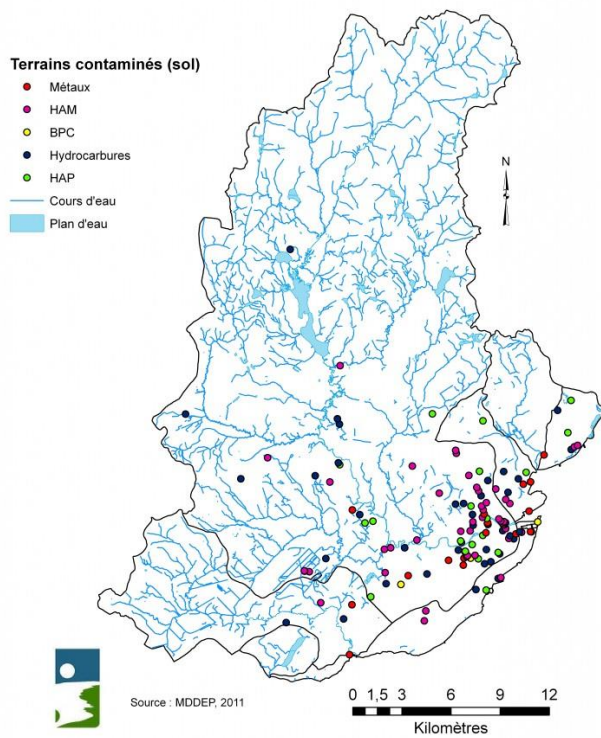 Terrains contaminés (sol)
Métaux
HAM
BPC
Hydrocarbures
HAP
Cours d'eau
Plan d'eau
N
Source : MDDEP, 2011
0 1,5 3 6 9 12
Kilomètres